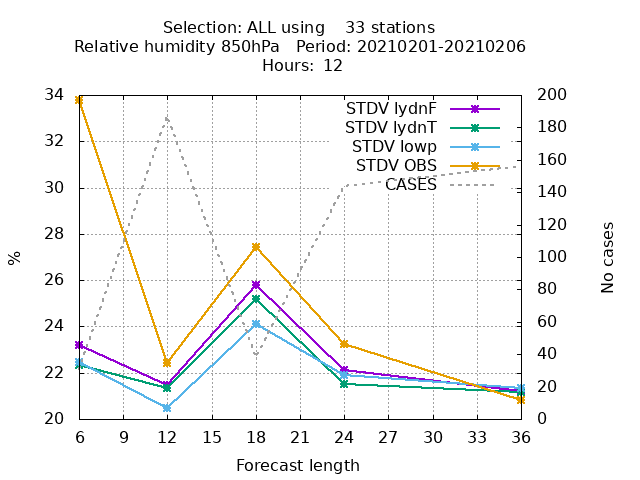 Selection: ALL using    33 stations
Relative humidity 850hPa   Period: 20210201-20210206
Hours:  12
34
32
30
28
26
24
22
20
%
STDV lydnF
STDV lydnT
STDV lowp
STDV OBS
CASES
200
180
160
140
120
100
80
60
40
20
0
No cases
6 9 12 15 18 21 24 27 30 33 36
Forecast length